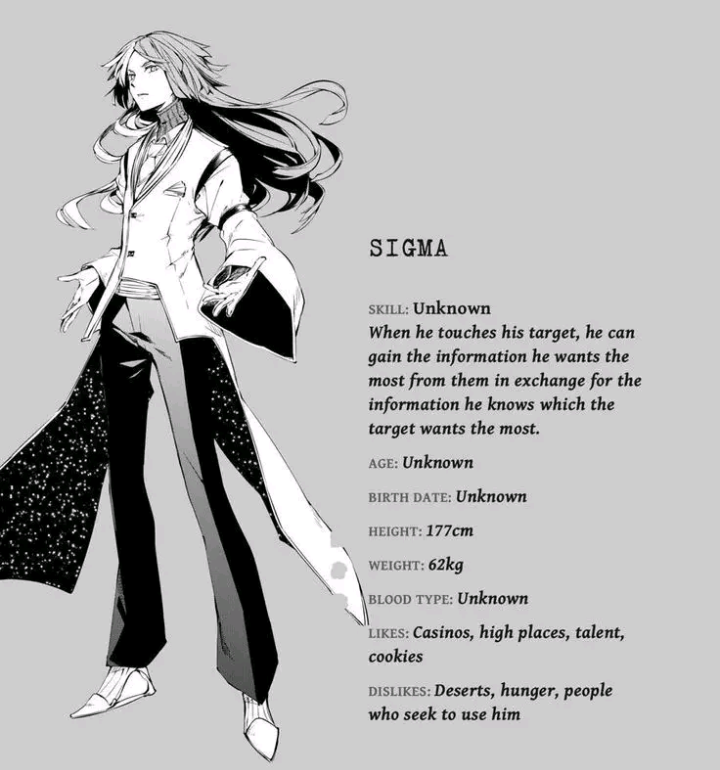 SIGMA
SKILL: Unknown
When he touches his target, he can
gain the information he wants the
most from them in exchange for the
information he knows which the
target wants the most.
AGE: Unknown
BIRTH DATE: Unknown
HEIGHT: 177cm
WEIGHT: 62kg
BLOOD TYPE: Unknown
LIKES: Casinos, high places, talent,
cookies
DISLIKES: Deserts, hunger, people
who seek to use him